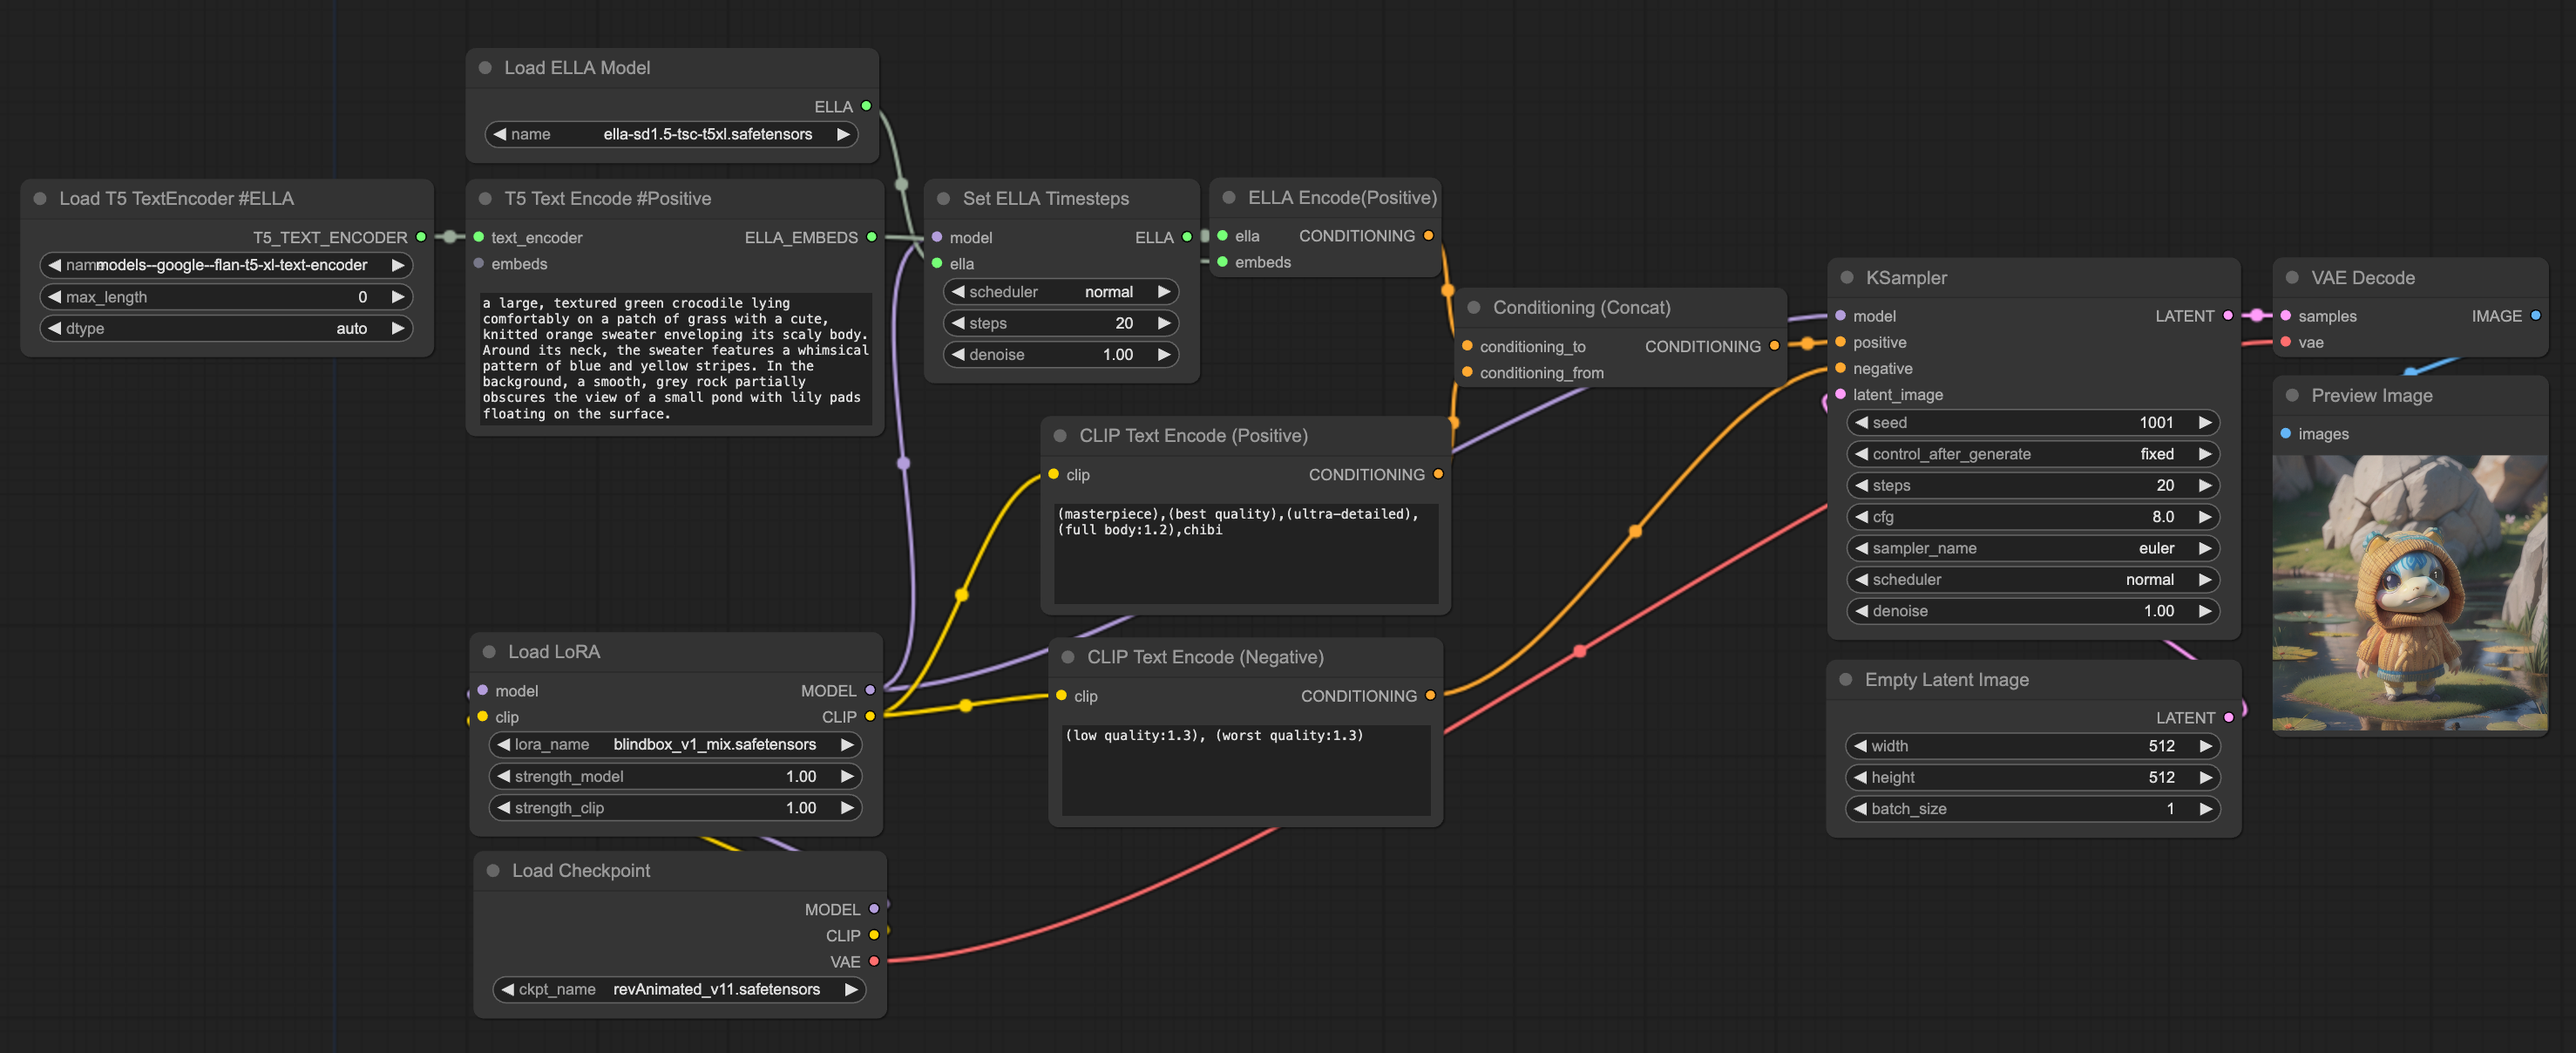 Load ELLA Model
ELLA
name ella-sd1.5-tsc-t5xl.safetensors
Load T5 TextEncoder #ELLA
T5_TEXT_ENCODER
models--google--flan-t5-xl-text-encoder
max_length 0
dtype auto
T5 Text Encode #Positive
text_encoder ELLA_EMBEDS
embeds
a large, textured green crocodile lying
comfortably on a patch of grass with a cute,
knitted orange sweater enveloping its scaly body.
Around its neck, the sweater features a whimsical
pattern of blue and yellow stripes. In the
background, a smooth, grey rock partially
obscures the view of a small pond with lily pads
floating on the surface.
Set ELLA Timesteps
model ELLA
ella
scheduler normal
steps 20
denoise 1.00
ELLA Encode(Positive)
ella CONDITIONING
embeds
Conditioning (Concat)
conditioning_to CONDITIONING
conditioning_from
CLIP Text Encode (Positive)
clip CONDITIONING
(masterpiece),(best quality),(ultra-detailed),
(full body:1.2),chibi
CLIP Text Encode (Negative)
clip CONDITIONING
(low quality:1.3), (worst quality:1.3)
Load LoRA
model MODEL
clip CLIP
lora_name blindbox_v1_mix.safetensors
strength_model 1.00
strength_clip 1.00
Load Checkpoint
MODEL
CLIP
VAE
ckpt_name revAnimated_v11.safetensors
KSampler
model LATENT
positive
negative
latent_image
seed 1001
control_after_generate fixed
steps 20
cfg 8.0
sampler_name euler
scheduler normal
denoise 1.00
Empty Latent Image
LATENT
width 512
height 512
batch_size 1
VAE Decode
samples IMAGE
vae
Preview Image
images